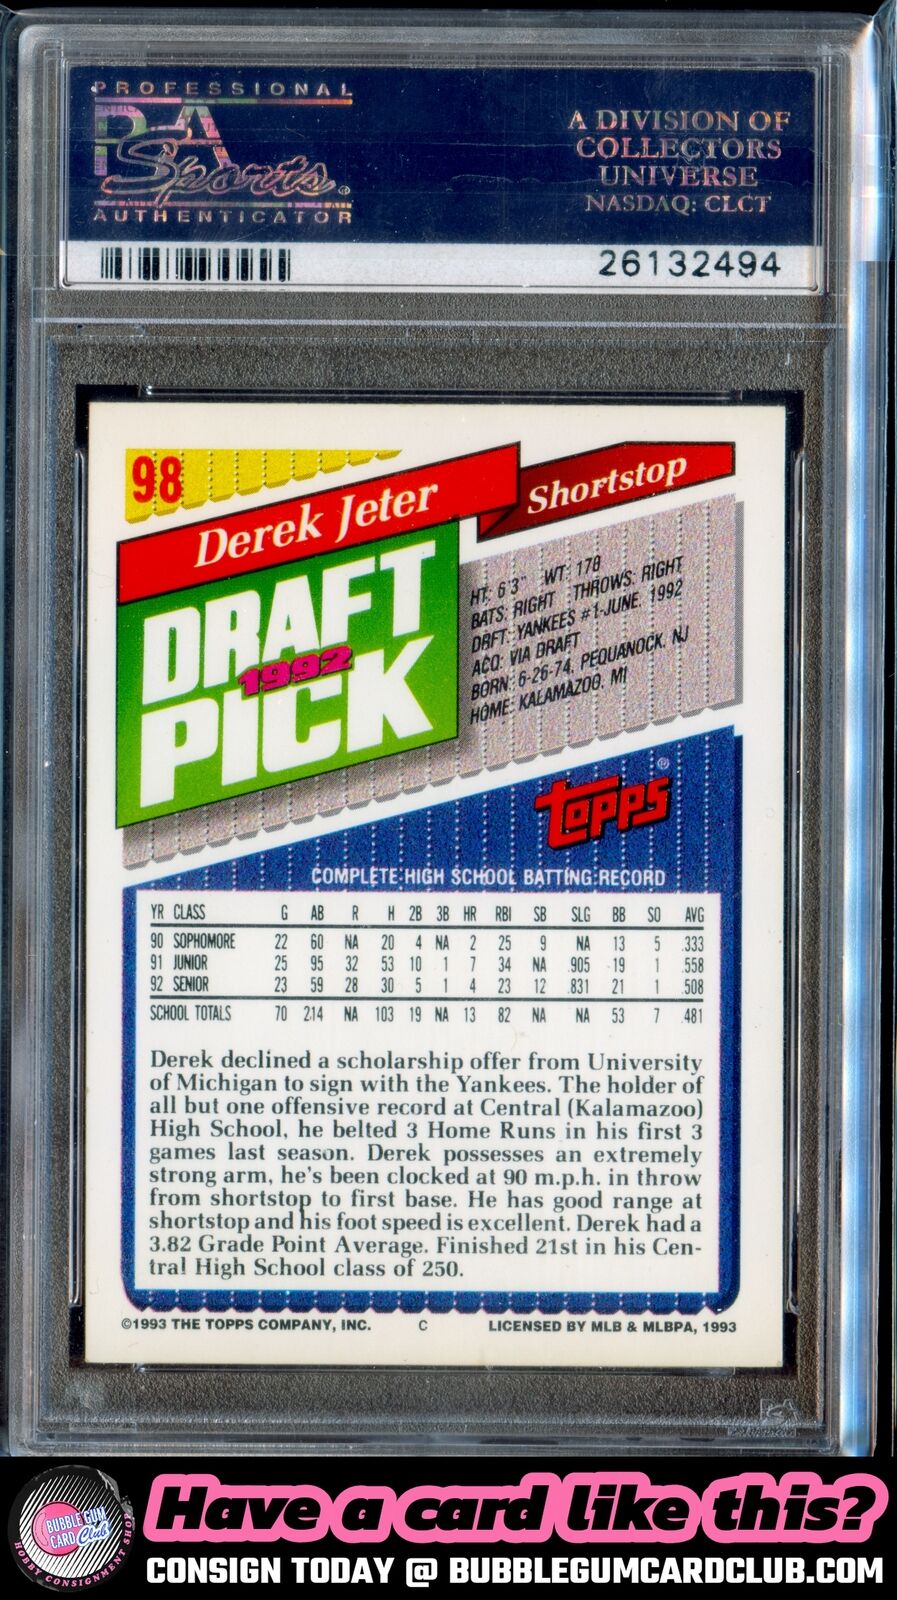 PROFESSIONAL
PSA
Sports®
AUTHENTICATOR
A DIVISION OF
COLLECTORS
UNIVERSE
NASDAQ: CLCT
26132494
98
Derek Jeter
Shortstop
DRAFT
1992
PICK
HT: 6'3" WT: 178
BATS: RIGHT THROWS: RIGHT
DRFT: YANKEES #1-JUNE, 1992
ACQ: VIA DRAFT
BORN: 6-26-74, PEQUANOCK, NJ
HOME: KALAMAZOO, MI
topps®
COMPLETE HIGH SCHOOL BATTING RECORD
YR CLASS G AB R H 2B 3B HR RBI SB SLG BB SO AVG
90 SOPHOMORE 22 60 NA 20 4 NA 2 25 9 NA 13 5 .333
91 JUNIOR 25 95 32 53 10 1 7 34 NA .905 19 1 .558
92 SENIOR 23 59 28 30 5 1 4 23 12 .831 21 1 .508
SCHOOL TOTALS 70 214 NA 103 19 NA 13 82 NA NA 53 7 .481
Derek declined a scholarship offer from University
of Michigan to sign with the Yankees. The holder of
all but one offensive record at Central (Kalamazoo)
High School, he belted 3 Home Runs in his first 3
games last season. Derek possesses an extremely
strong arm, he's been clocked at 90 m.p.h. in throw
from shortstop to first base. He has good range at
shortstop and his foot speed is excellent. Derek had a
3.82 Grade Point Average. Finished 21st in his Cen-
tral High School class of 250.
©1993 THE TOPPS COMPANY, INC. C LICENSED BY MLB & MLBPA, 1993
BUBBLE GUM
CARD Club
HOBBY CONSIGNMENT SHOP
Have a card like this?
CONSIGN TODAY @ BUBBLEGUMCARDCLUB.COM